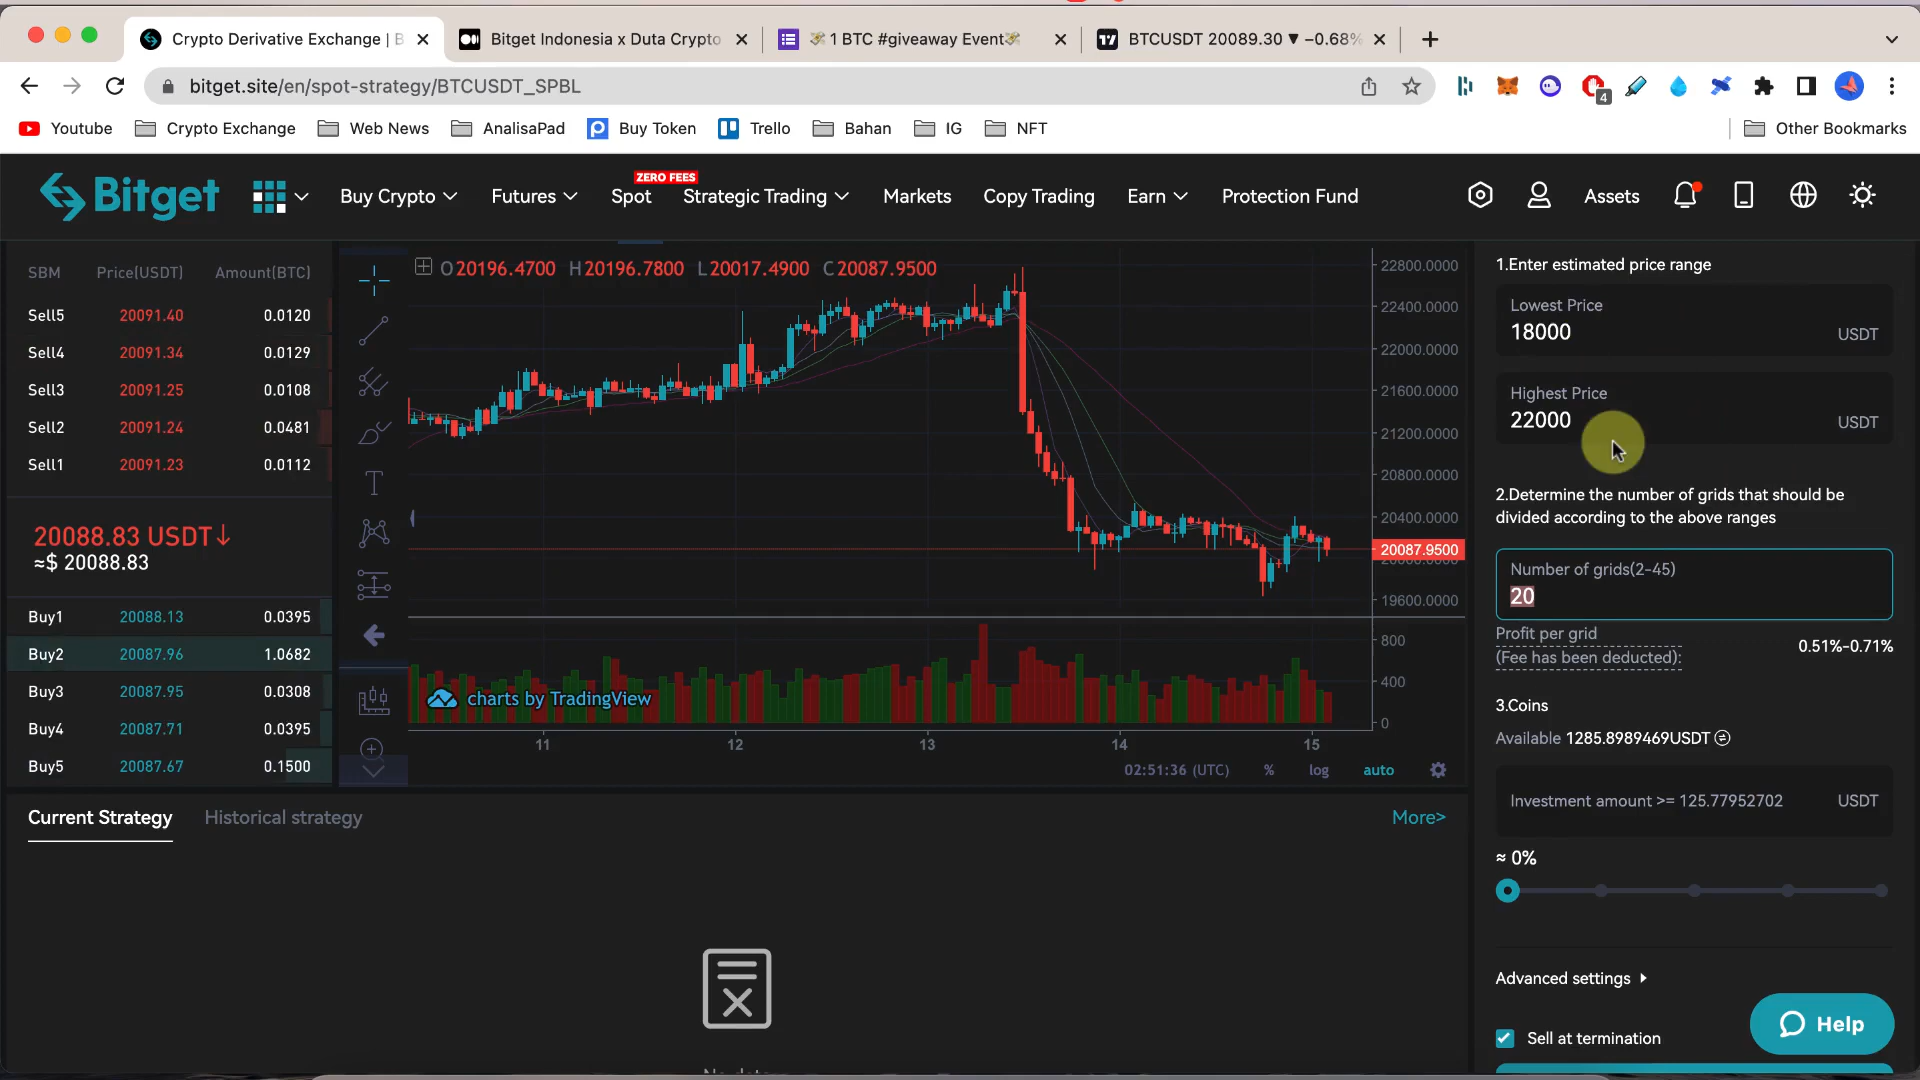 Crypto Derivative Exchange | B
Bitget Indonesia x Duta Crypto
💸 1 BTC #giveaway Event💸
BTCUSDT 20089.30 ▼ −0.68%
bitget.site/en/spot-strategy/BTCUSDT_SPBL
4
Youtube
Crypto Exchange
Web News
AnalisaPad
Buy Token
Trello
Bahan
IG
NFT
Other Bookmarks
Bitget
Buy Crypto
Futures
Spot
ZERO FEES
Strategic Trading
Markets
Copy Trading
Earn
Protection Fund
Assets
SBM Price(USDT) Amount(BTC)
Sell5 20091.40 0.0120
Sell4 20091.34 0.0129
Sell3 20091.25 0.0108
Sell2 20091.24 0.0481
Sell1 20091.23 0.0112
20088.83 USDT↓
≈$ 20088.83
Buy1 20088.13 0.0395
Buy2 20087.96 1.0682
Buy3 20087.95 0.0308
Buy4 20087.71 0.0395
Buy5 20087.67 0.1500
O20196.4700 H20196.7800 L20017.4900 C20087.9500
22800.0000
22400.0000
22000.0000
21600.0000
21200.0000
20800.0000
20400.0000
20087.9500
19600.0000
800
400
0
charts by TradingView
11 12 13 14 15
02:51:36 (UTC) % log auto
Current Strategy Historical strategy More>
1.Enter estimated price range
Lowest Price
18000 USDT
Highest Price
22000 USDT
2.Determine the number of grids that should be
divided according to the above ranges
Number of grids(2-45)
20
Profit per grid
(Fee has been deducted):
0.51%-0.71%
3.Coins
Available 1285.8989469USDT
Investment amount >= 125.77952702 USDT
≈ 0%
Advanced settings
Sell at termination
Help